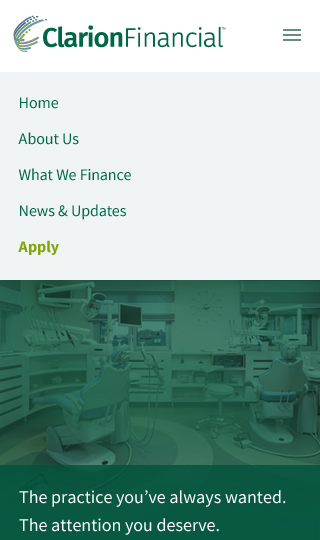 ClarionFinancial™
Home
About Us
What We Finance
News & Updates
Apply
The practice you’ve always wanted.
The attention you deserve.